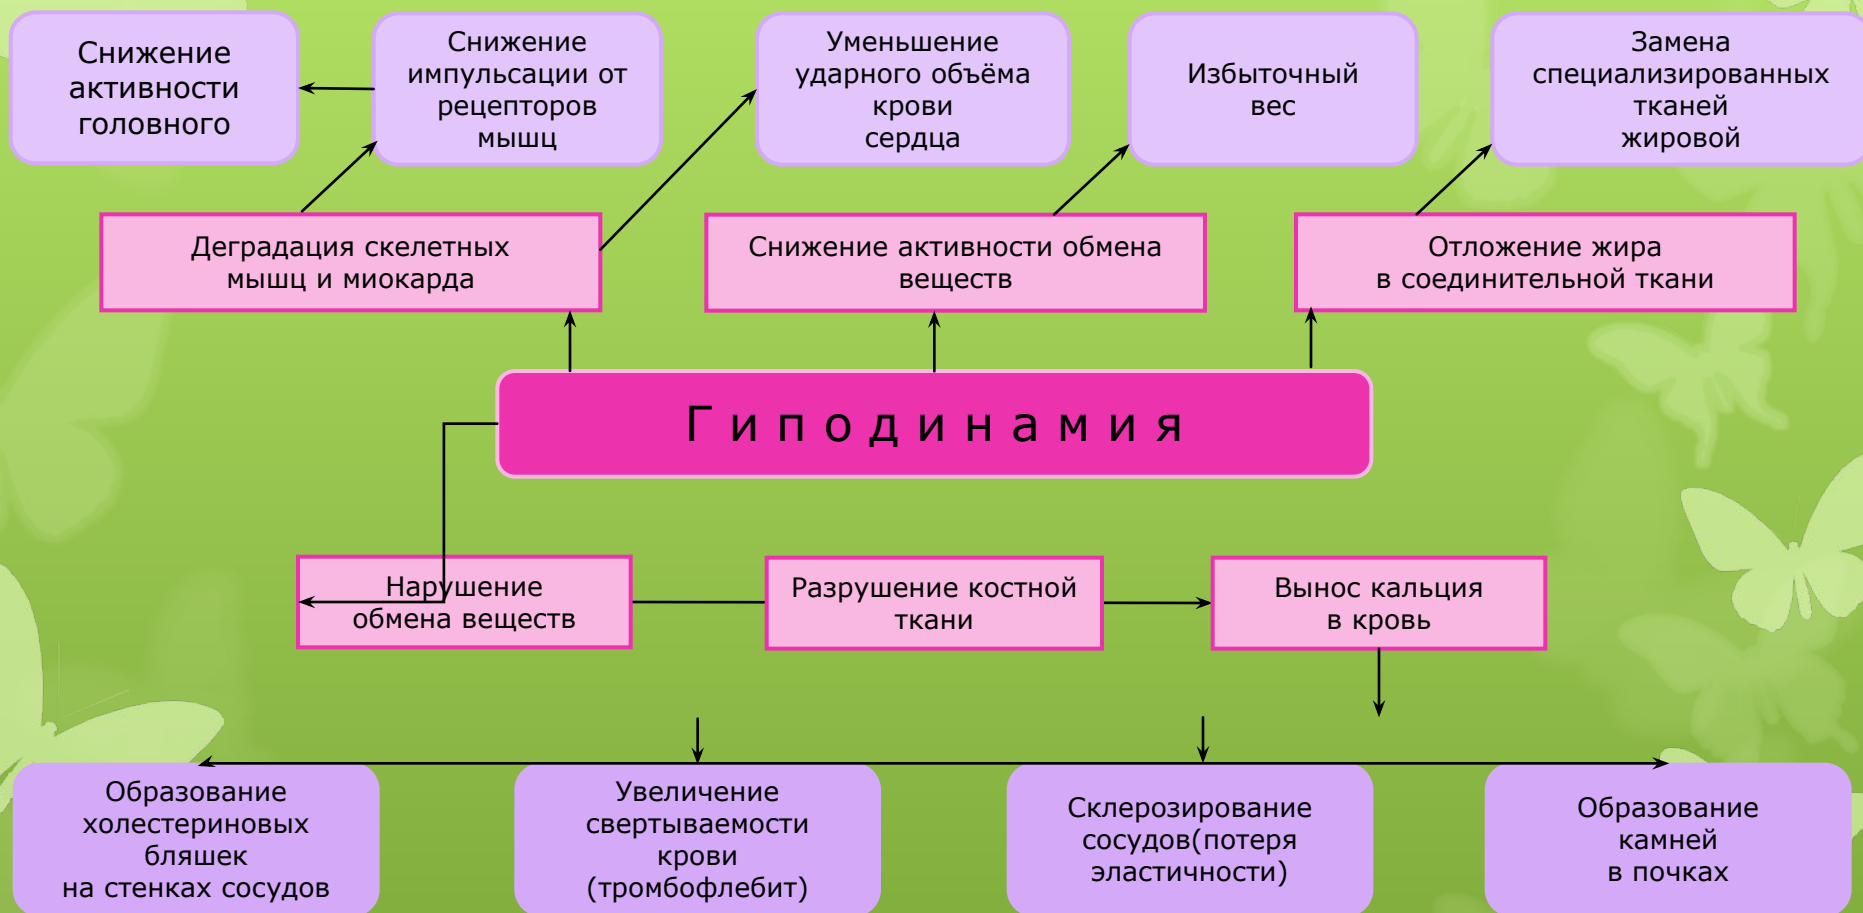 Снижение
активности
головного
Снижение
импульсации от
рецепторов
мышц
Уменьшение
ударного объёма
крови
сердца
Избыточный
вес
Замена
специализированных
тканей
жировой
Деградация скелетных
мышц и миокарда
Снижение активности обмена
веществ
Отложение жира
в соединительной ткани
Гиподинамия
Нарушение
обмена веществ
Разрушение костной
ткани
Вынос кальция
в кровь
Образование
холестериновых
бляшек
на стенках сосудов
Увеличение
свертываемости
крови
(тромбофлебит)
Склерозирование
сосудов(потеря
эластичности)
Образование
камней
в почках